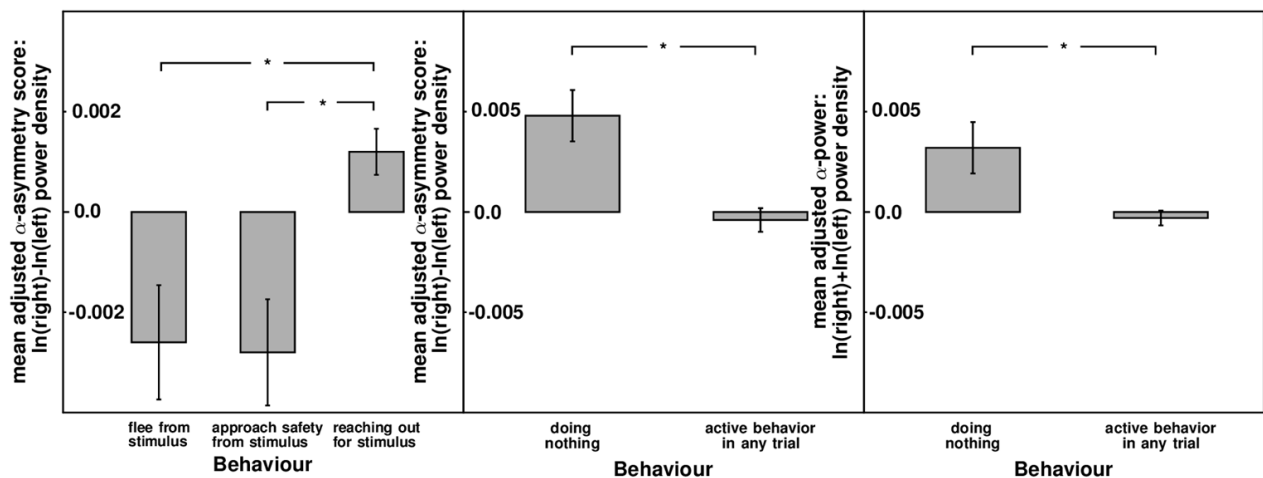 mean adjusted α-asymmetry score:
ln(right)-ln(left) power density
0.002
0.0
-0.002
*
*
flee from
stimulus
approach safety
from stimulus
reaching out
for stimulus
Behaviour
mean adjusted α-asymmetry score:
ln(right)-ln(left) power density
0.005
0.0
-0.005
*
doing
nothing
active behavior
in any trial
Behaviour
mean adjusted α-power:
ln(right)+ln(left) power density
0.005
0.0
-0.005
*
doing
nothing
active behavior
in any trial
Behaviour